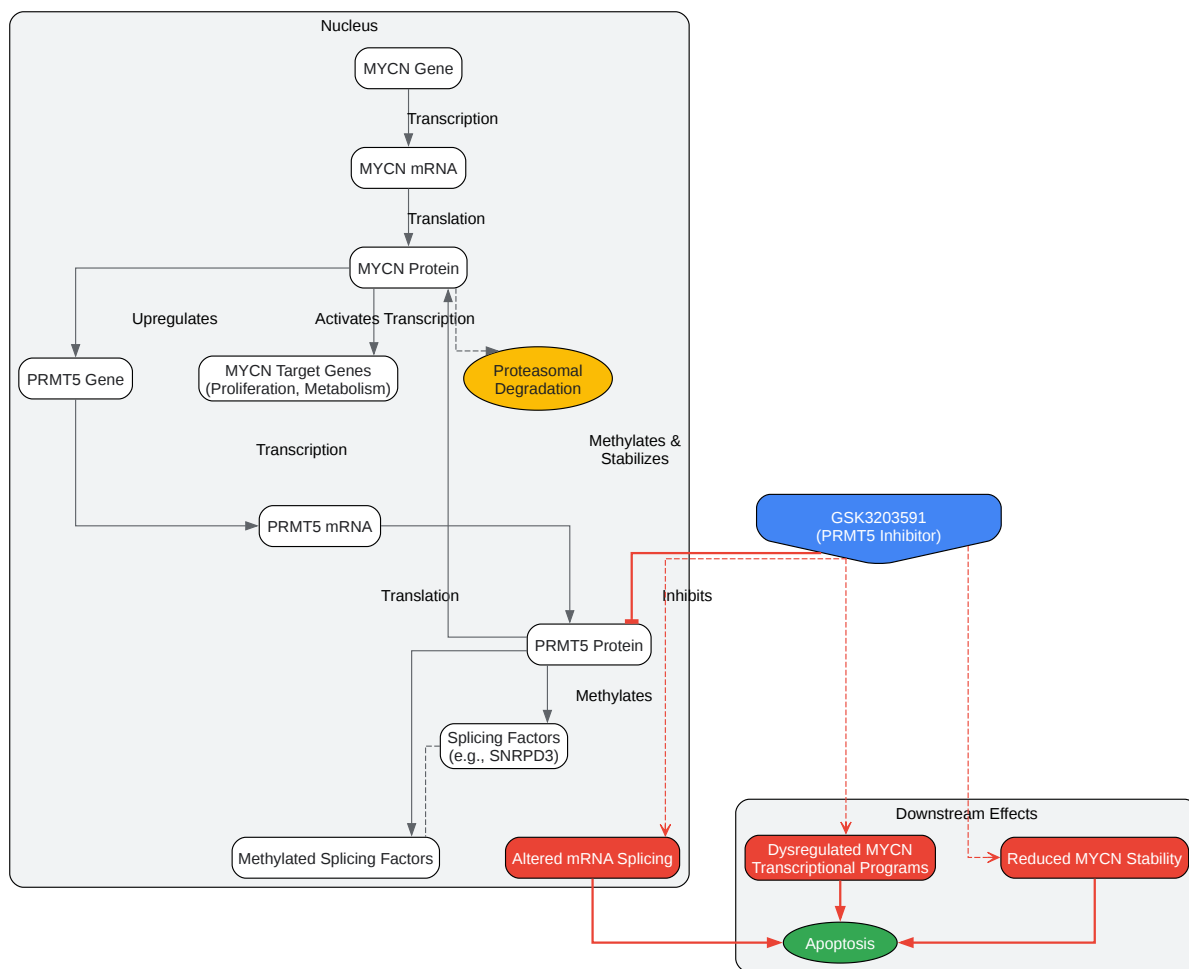 Nucleus
MYCN Gene
Transcription
MYCN mRNA
Translation
MYCN Protein
Upregulates
Activates Transcription
PRMT5 Gene
MYCN Target Genes
(Proliferation, Metabolism)
Proteasomal
Degradation
Transcription
Methylates &
Stabilizes
PRMT5 mRNA
GSK3203591
(PRMT5 Inhibitor)
Translation
Inhibits
PRMT5 Protein
Methylates
Splicing Factors
(e.g., SNRPD3)
Downstream Effects
Methylated Splicing Factors
Altered mRNA Splicing
Dysregulated MYCN
Transcriptional Programs
Reduced MYCN Stability
Apoptosis